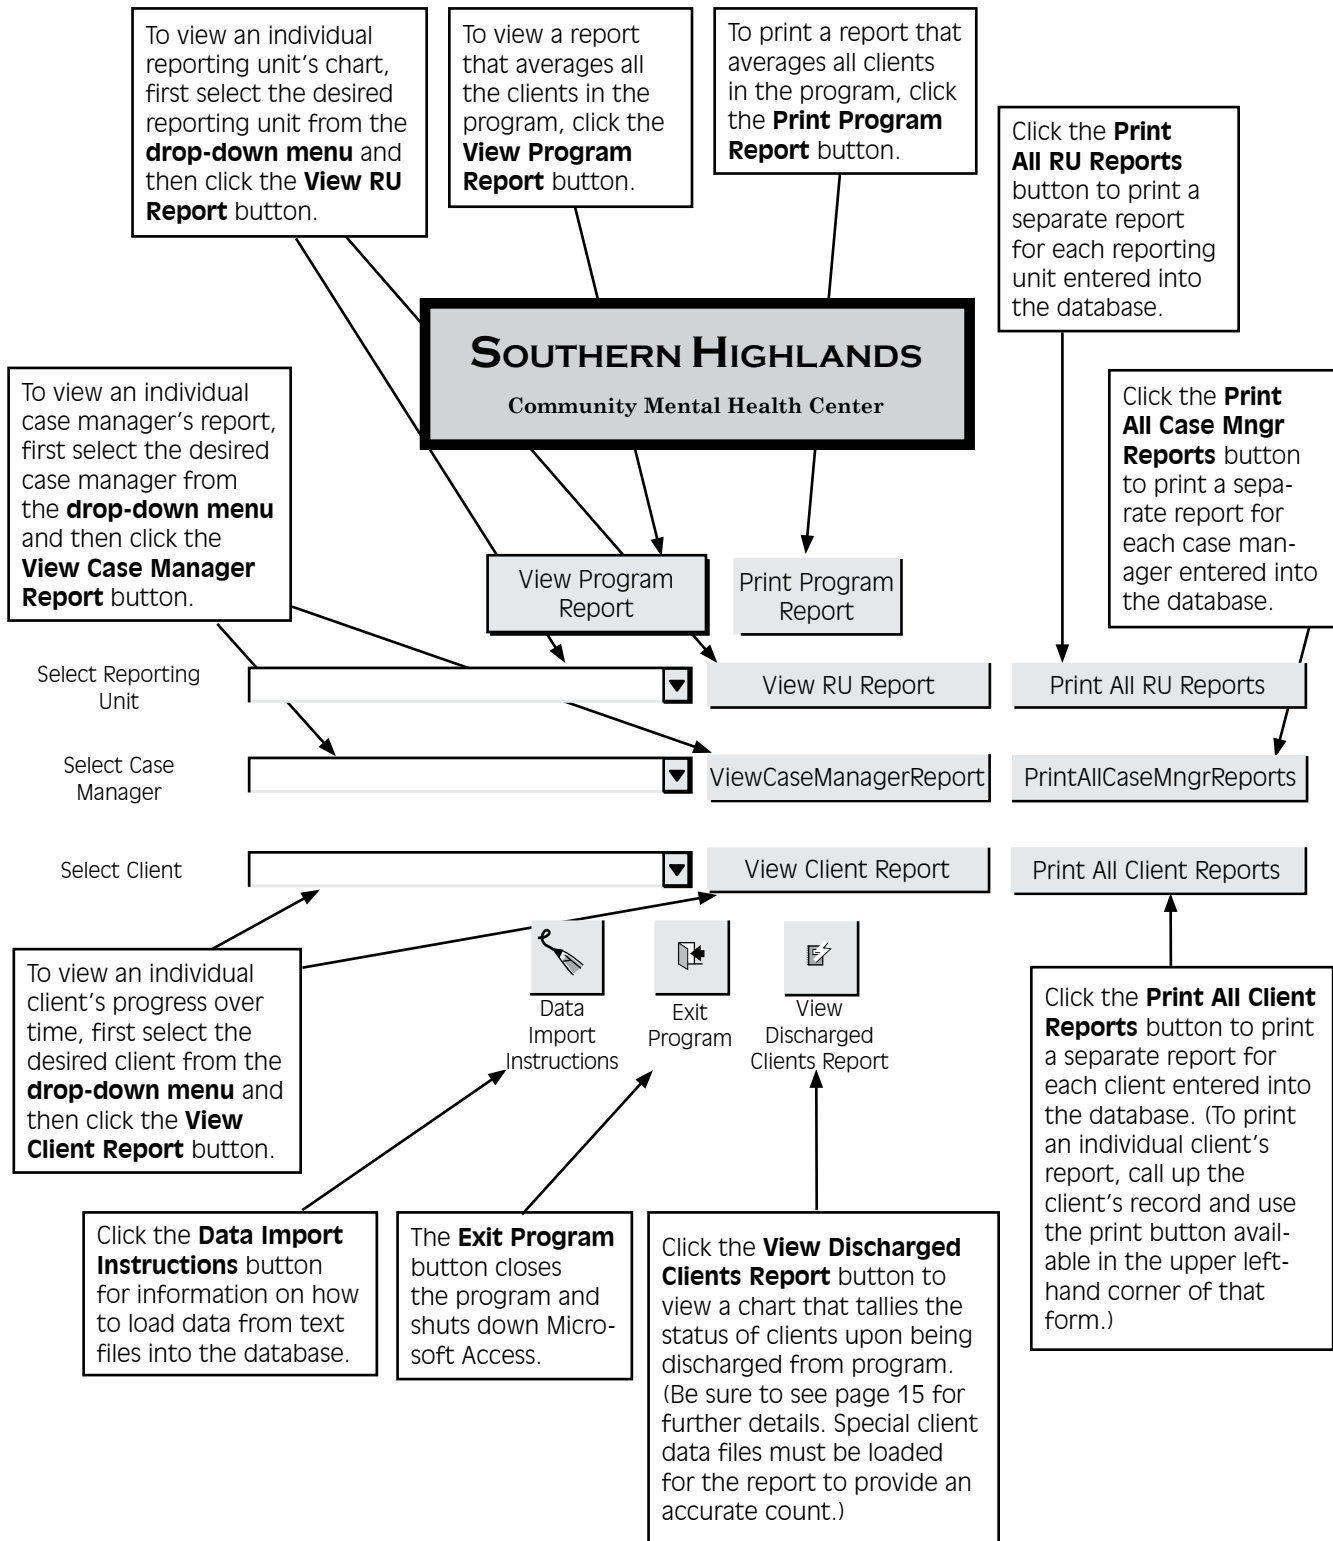 To view an individual
reporting unit's chart,
first select the desired
reporting unit from the
drop-down menu and
then click the View RU
Report button.
To view a report
that averages all
the clients in the
program, click the
View Program
Report button.
To print a report that
averages all clients
in the program, click
the Print Program
Report button.
Click the Print
All RU Reports
button to print a
separate report
for each reporting
unit entered into
the database.
SOUTHERN HIGHLANDS
Community Mental Health Center
To view an individual
case manager's report,
first select the desired
case manager from
the drop-down menu
and then click the
View Case Manager
Report button.
Click the Print
All Case Mngr
Reports button
to print a sepa-
rate report for
each case man-
ager entered into
the database.
View Program
Report
Print Program
Report
Select Reporting
Unit
View RU Report
Print All RU Reports
Select Case
Manager
ViewCaseManagerReport
PrintAllCaseMngrReports
Select Client
View Client Report
Print All Client Reports
Data
Import
Instructions
Exit
Program
View
Discharged
Clients Report
To view an individual
client's progress over
time, first select the
desired client from the
drop-down menu and
then click the View
Client Report button.
Click the Print All Client
Reports button to print
a separate report for
each client entered into
the database. (To print
an individual client's
report, call up the
client's record and use
the print button avail-
able in the upper left-
hand corner of that
form.)
Click the Data Import
Instructions button
for information on how
to load data from text
files into the database.
The Exit Program
button closes
the program and
shuts down Micro-
soft Access.
Click the View Discharged
Clients Report button to
view a chart that tallies the
status of clients upon being
discharged from program.
(Be sure to see page 15 for
further details. Special client
data files must be loaded
for the report to provide an
accurate count.)